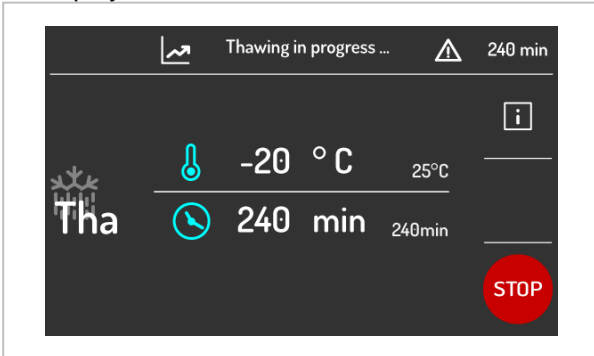 Thawing in progress ...
240 min
i
-20 °C
25°C
Tha
240 min
240min
STOP